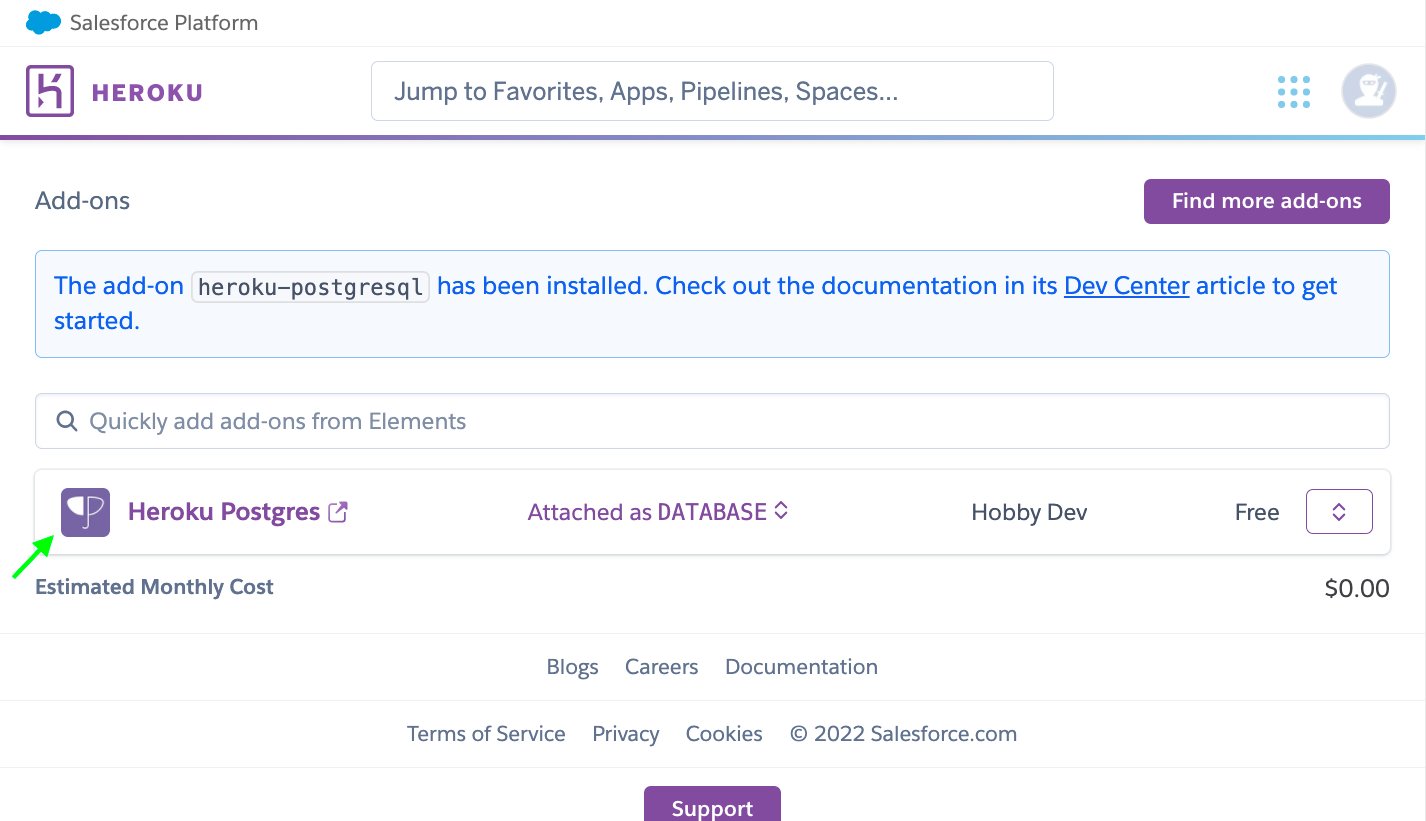 Salesforce Platform
HEROKU
Jump to Favorites, Apps, Pipelines, Spaces...
Add-ons
Find more add-ons
The add-on heroku-postgresql has been installed. Check out the documentation in its Dev Center article to get
started.
Quickly add add-ons from Elements
Heroku Postgres Attached as DATABASE Hobby Dev Free
Estimated Monthly Cost $0.00
Blogs Careers Documentation
Terms of Service Privacy Cookies © 2022 Salesforce.com
Support